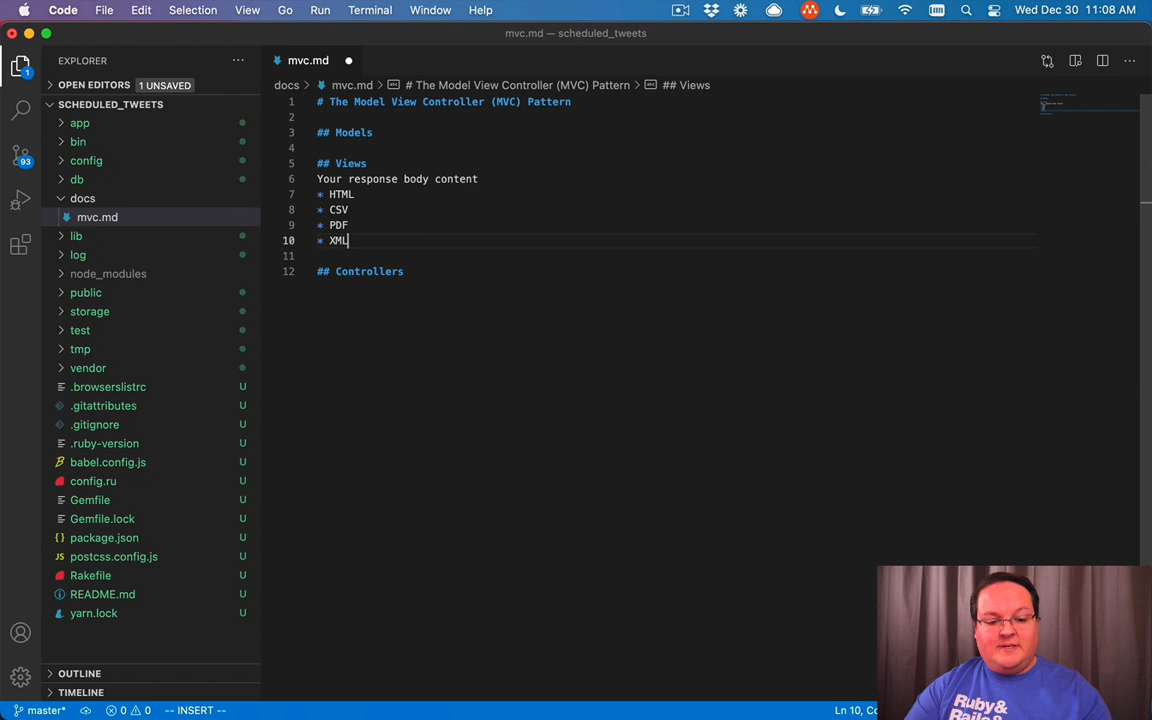 Code File Edit Selection View Go Run Terminal Window Help Wed Dec 30 11:08 AM
mvc.md — scheduled_tweets
EXPLORER
mvc.md
OPEN EDITORS 1 UNSAVED
docs > mvc.md > # The Model View Controller (MVC) Pattern > ## Views
SCHEDULED_TWEETS
app
bin
config
db
docs
mvc.md
lib
log
node_modules
public
storage
test
tmp
vendor
.browserslistrc U
.gitattributes U
.gitignore U
.ruby-version U
babel.config.js U
config.ru U
Gemfile U
Gemfile.lock U
package.json U
postcss.config.js U
Rakefile U
README.md U
yarn.lock U
OUTLINE
TIMELINE
1
93
1 # The Model View Controller (MVC) Pattern
2
3 ## Models
4
5 ## Views
6 Your response body content
7 * HTML
8 * CSV
9 * PDF
10 * XML
11
12 ## Controllers
master* 0 0 -- INSERT -- Ln 10,
Ruby&
Rails&